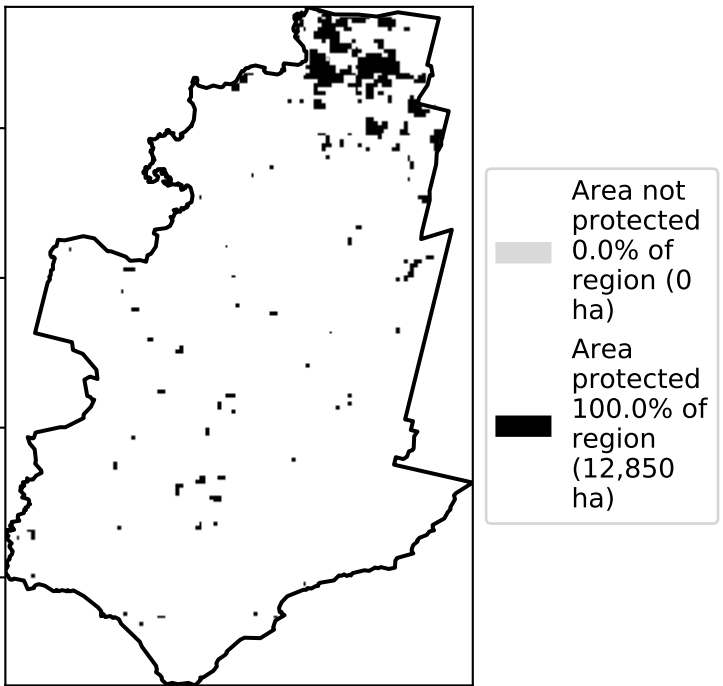 Area not
protected
0.0% of
region (0
ha)
Area
protected
100.0% of
region
(12,850
ha)